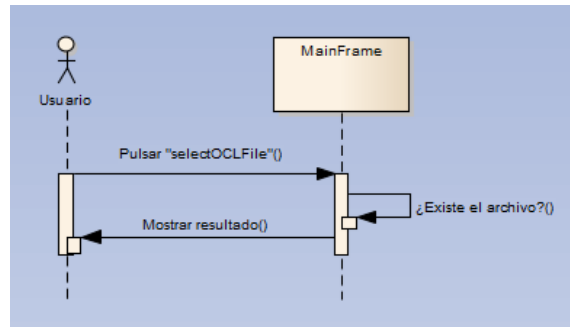 MainFrame
Usuario
Pulsar "selectOCLFile"()
¿Existe el archivo?()
Mostrar resultado()